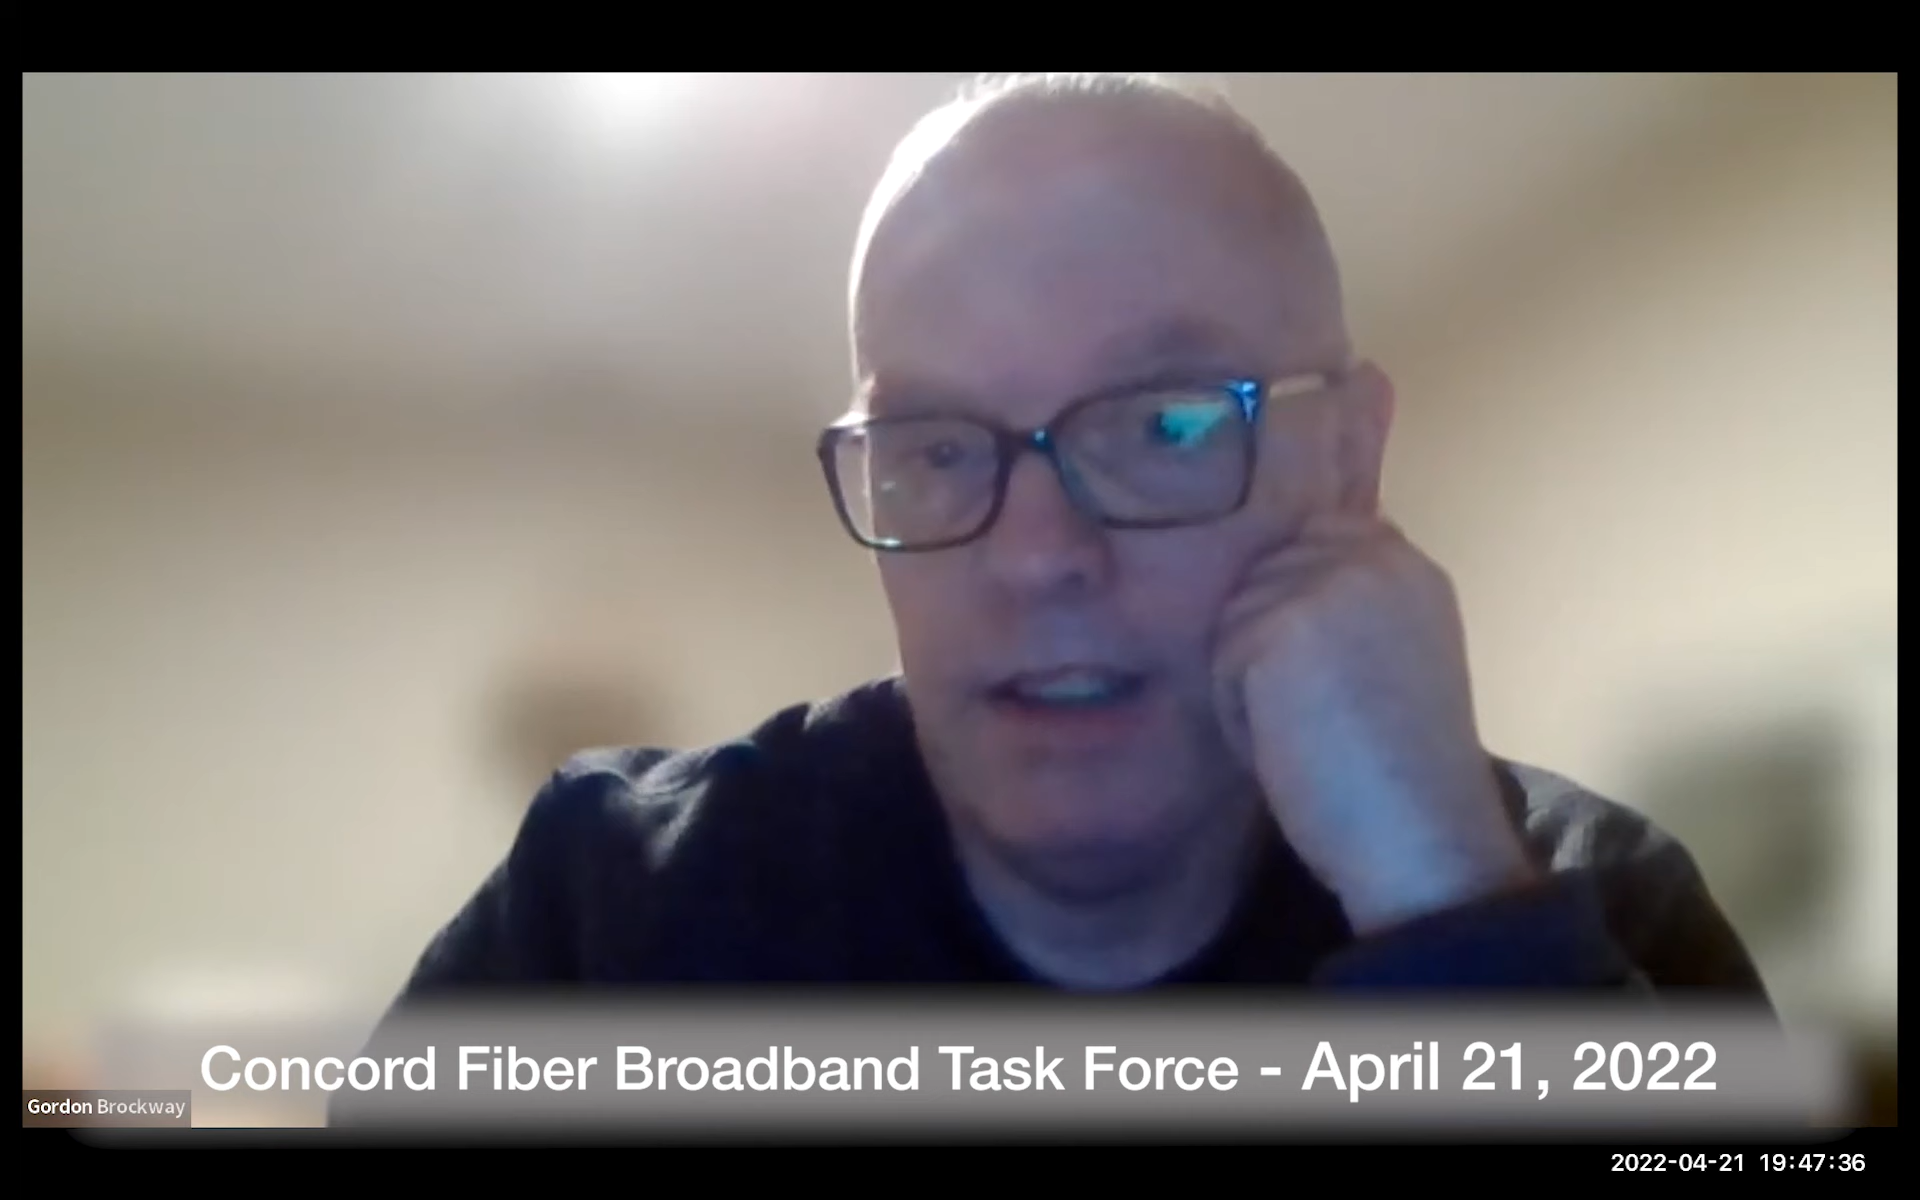 Concord Fiber Broadband Task Force - April 21, 2022
Gordon Brockway
2022-04-21 19:47:36